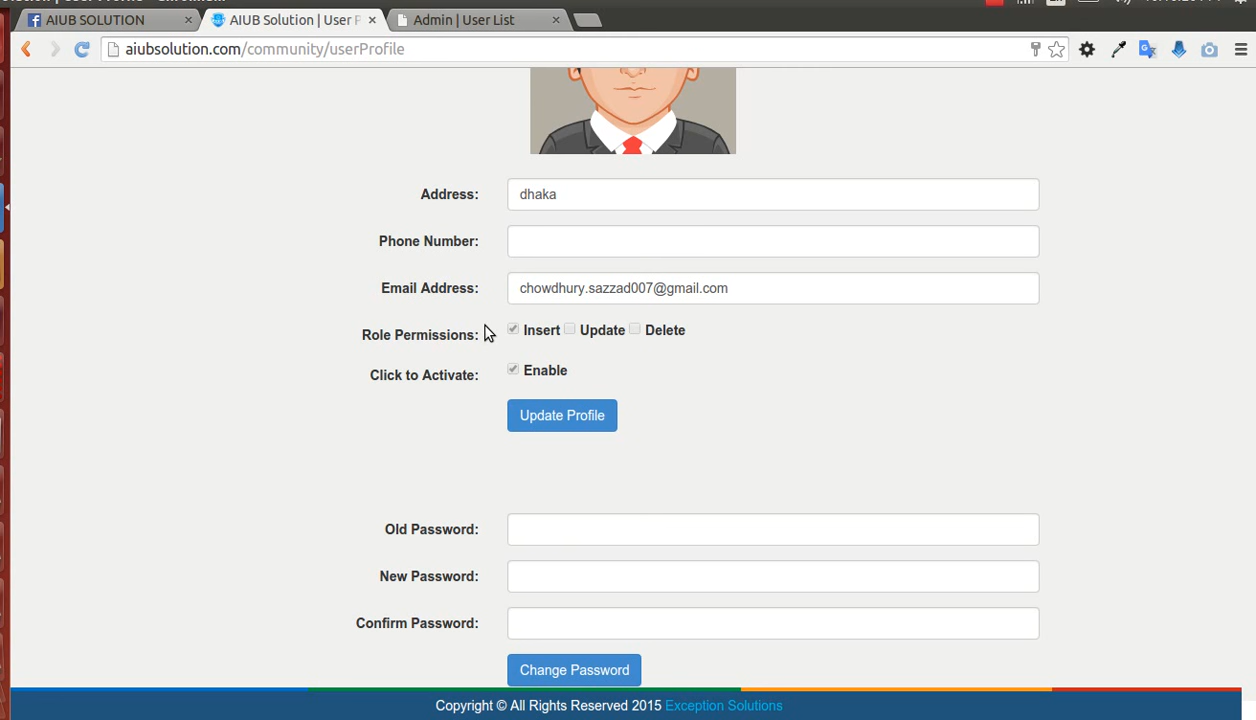 AIUB SOLUTION × AIUB Solution | User P × Admin | User List ×
aiubsolution.com/community/userProfile
Address: dhaka
Phone Number:
Email Address: chowdhury.sazzad007@gmail.com
Role Permissions: Insert Update Delete
Click to Activate: Enable
Update Profile
Old Password:
New Password:
Confirm Password:
Change Password
Copyright © All Rights Reserved 2015 Exception Solutions